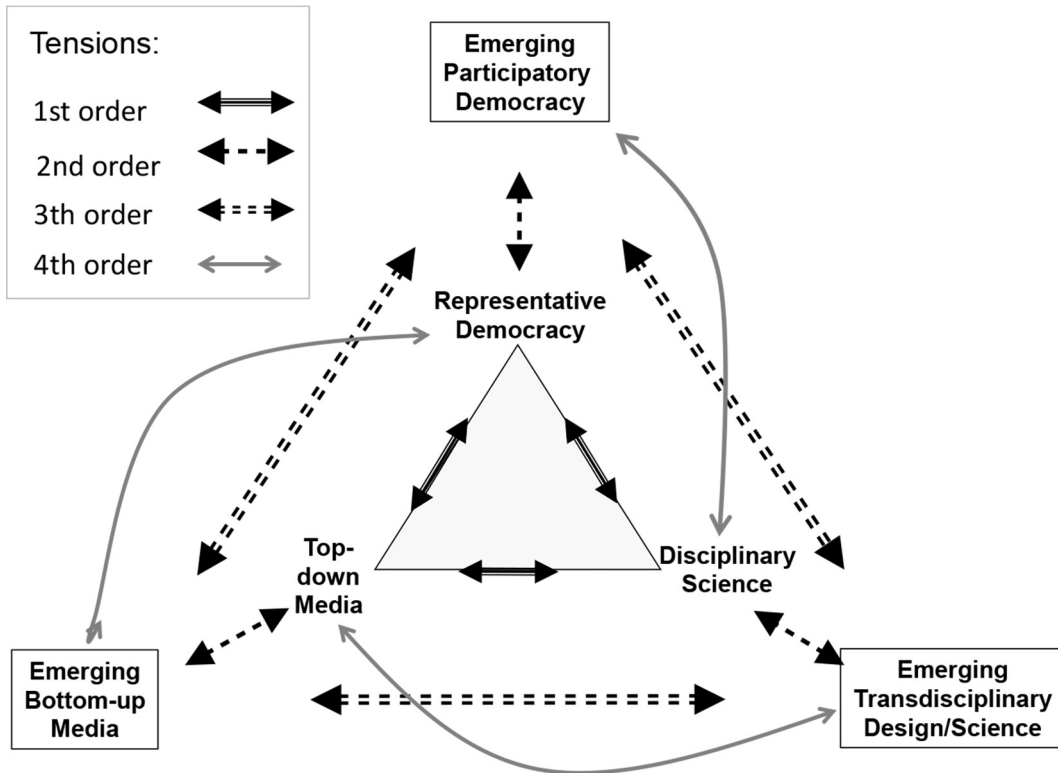 Tensions:
1st order
2nd order
3th order
4th order
Emerging
Participatory
Democracy
Representative
Democracy
Top-
down
Media
Disciplinary
Science
Emerging
Bottom-up
Media
Emerging
Transdisciplinary
Design/Science